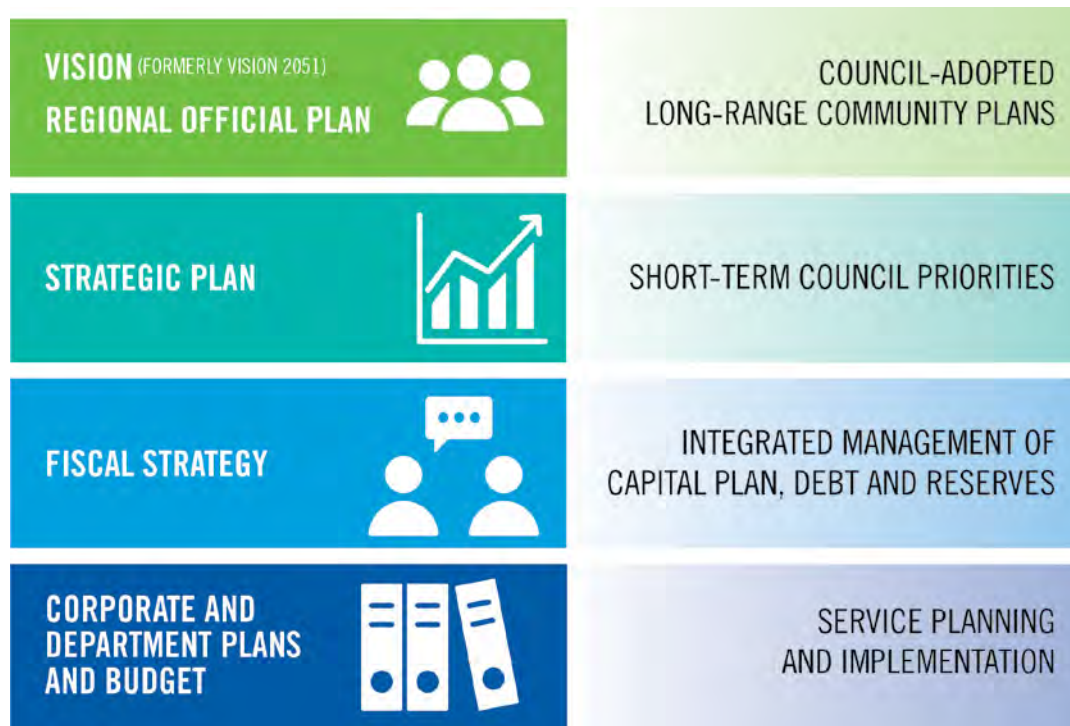 VISION (FORMERLY VISION 2051)
REGIONAL OFFICIAL PLAN
COUNCIL-ADOPTED
LONG-RANGE COMMUNITY PLANS
STRATEGIC PLAN
SHORT-TERM COUNCIL PRIORITIES
FISCAL STRATEGY
INTEGRATED MANAGEMENT OF
CAPITAL PLAN, DEBT AND RESERVES
CORPORATE AND
DEPARTMENT PLANS
AND BUDGET
SERVICE PLANNING
AND IMPLEMENTATION